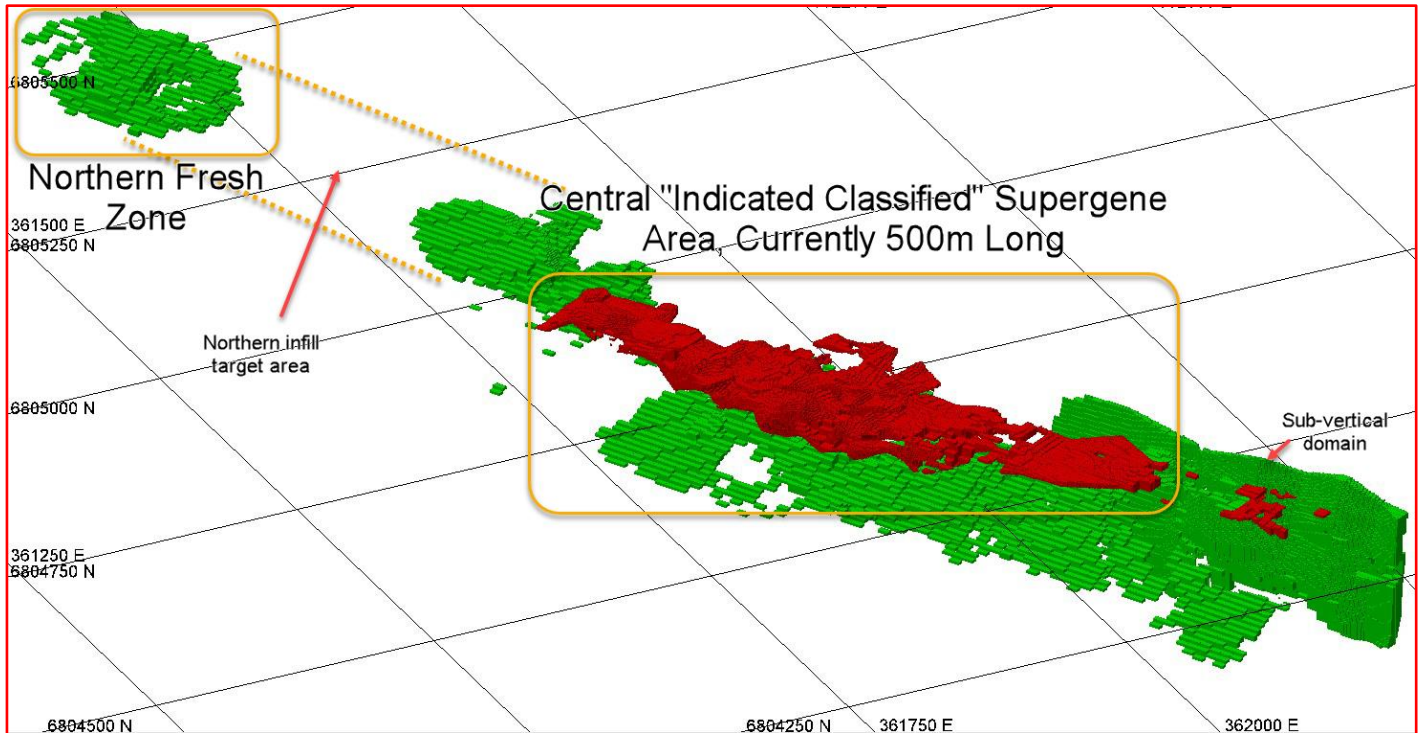 6805500 N
Northern Fresh
Zone
361500 E
6805250 N
Central "Indicated Classified" Supergene
Area, Currently 500m Long
Northern infill
target area
6805000 N
Sub-vertical
domain
361250 E
6804750 N
6804500 N
6804250 N
361750 E
362000 E